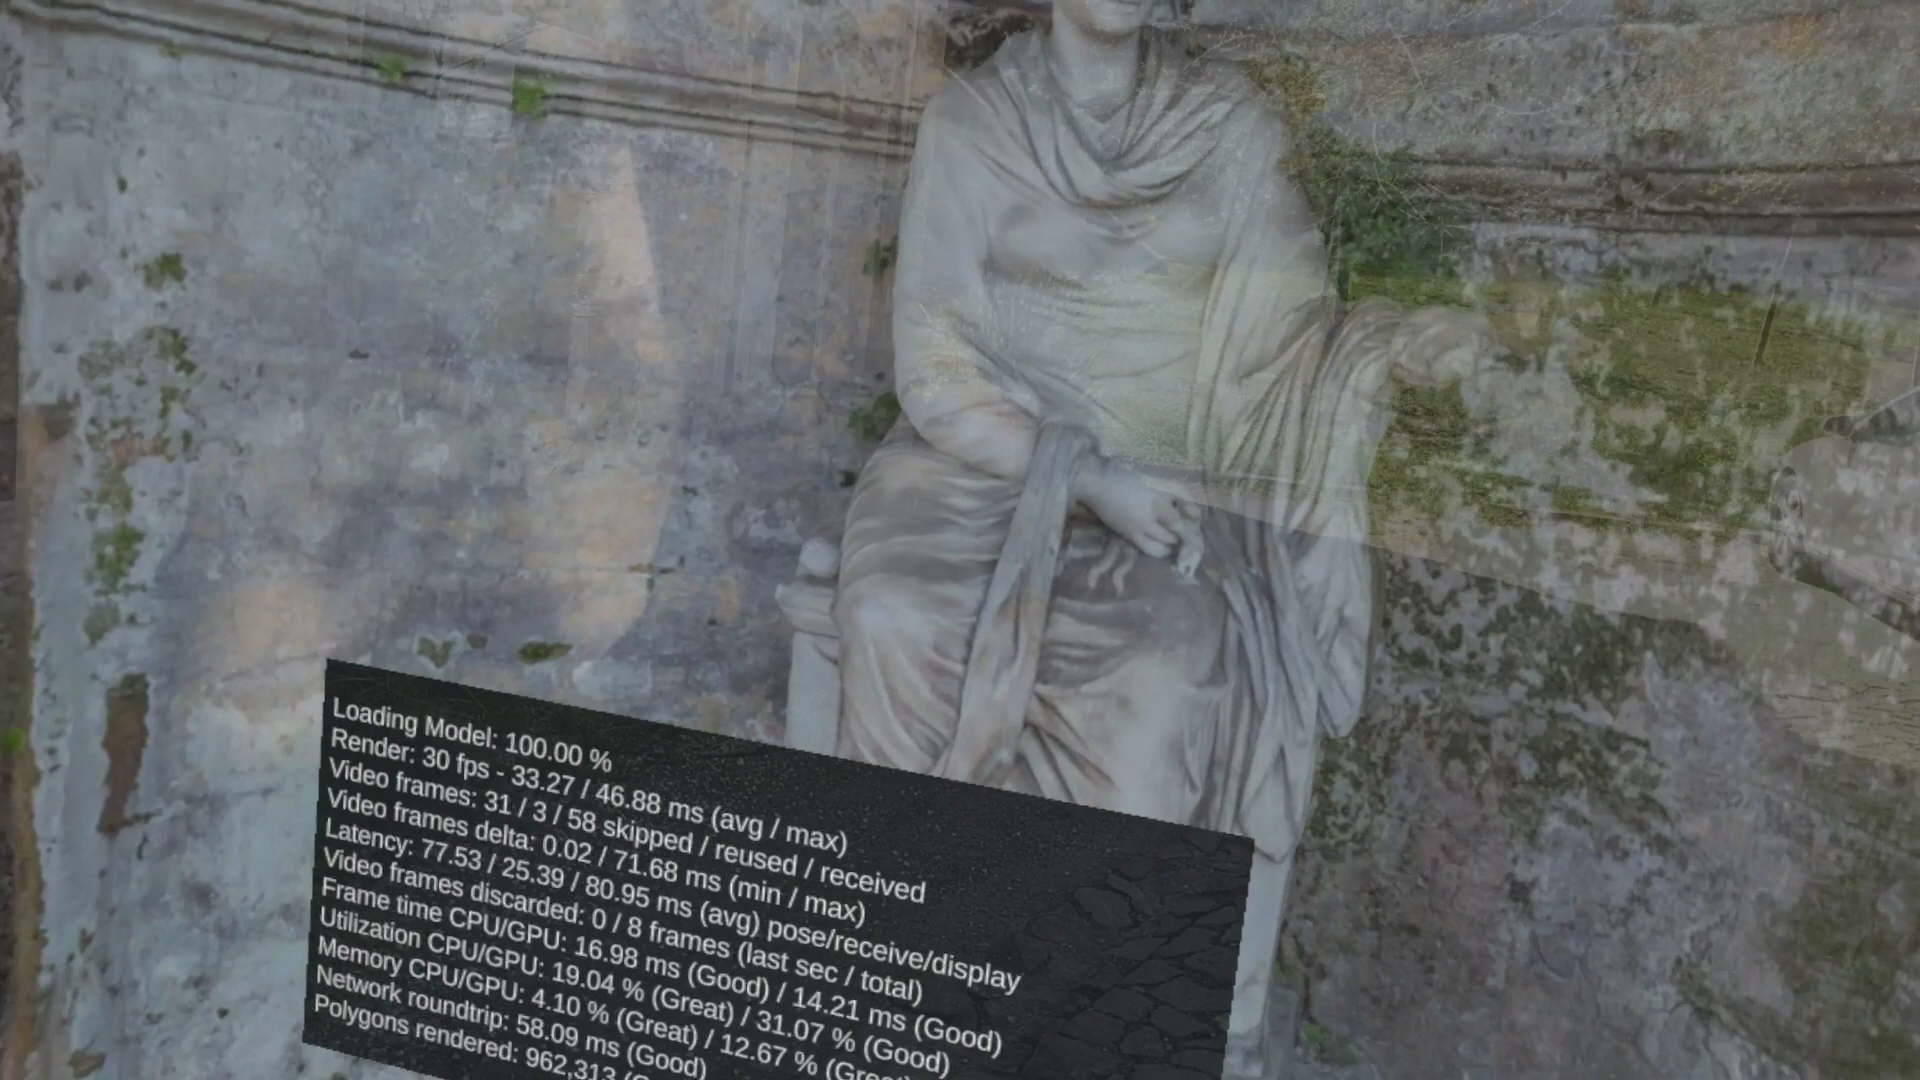 Loading Model: 100.00 %
Render: 30 fps - 33.27 / 46.88 ms (avg / max)
Video frames: 31 / 3 / 58 skipped / reused / received
Video frames delta: 0.02 / 71.68 ms (min / max)
Latency: 77.53 / 25.39 / 80.95 ms (avg) pose/receive/display
Video frames discarded: 0 / 8 frames (last sec / total)
Frame time CPU/GPU: 16.98 ms (Good) / 14.21 ms (Good)
Utilization CPU/GPU: 19.04 % (Great) / 31.07 % (Good)
Memory CPU/GPU: 4.10 % (Great) / 12.67 % (Great)
Network roundtrip: 58.09 ms (Good)
Polygons rendered: 962,313